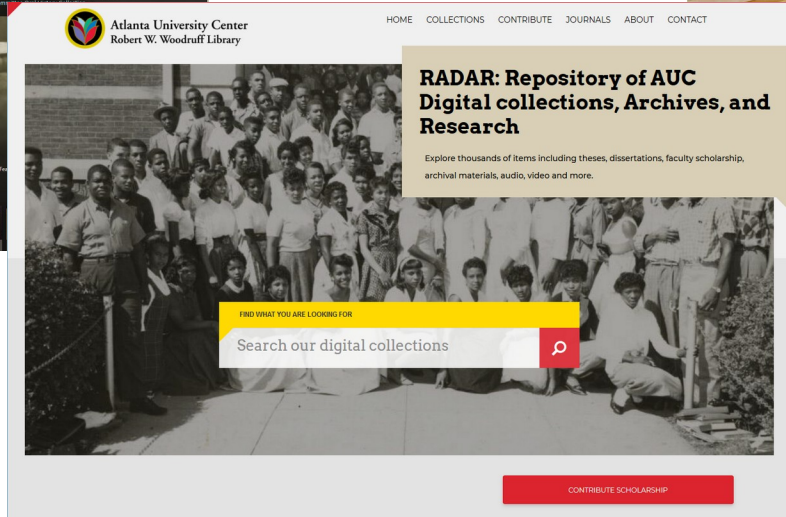 Atlanta University Center
Robert W. Woodruff Library
HOME COLLECTIONS CONTRIBUTE JOURNALS ABOUT CONTACT
RADAR: Repository of AUC
Digital collections, Archives, and
Research
Explore thousands of items including theses, dissertations, faculty scholarship,
archival materials, audio, video and more.
FIND WHAT YOU ARE LOOKING FOR
Search our digital collections
CONTRIBUTE SCHOLARSHIP